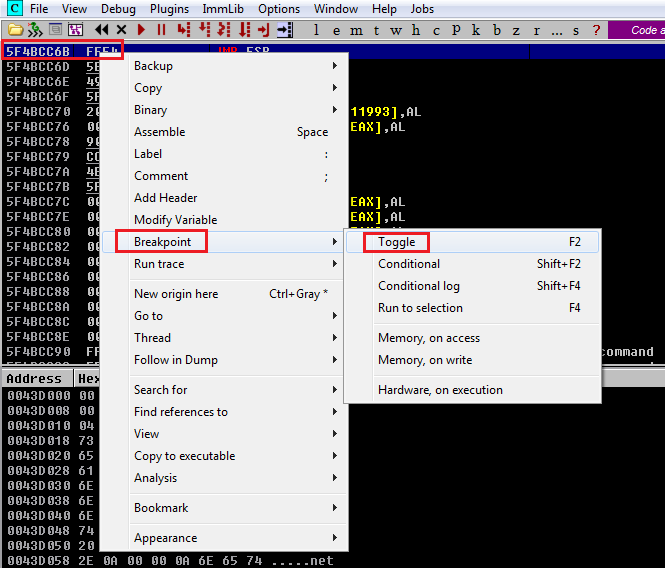 C File View Debug Plugins ImmLib Options Window Help Jobs
l e m t w h c p k b z r ... s ? Code a
5F4BCC6B FFE4 JMP ESP
5F4BCC6D
5F4BCC6E 49
5F4BCC6F
5F4BCC70 20 11993],AL
5F4BCC76 00 EAX],AL
5F4BCC78 90
5F4BCC79
5F4BCC7A
5F4BCC7B
5F4BCC7C 00 EAX],AL
5F4BCC7E 00 EAX],AL
5F4BCC80 00
5F4BCC82 00
5F4BCC84 00
5F4BCC86 00
5F4BCC88 00
5F4BCC8A 00
5F4BCC8C 00
5F4BCC8E 00
5F4BCC90 FF command
Backup
Copy
Binary
Assemble Space
Label :
Comment ;
Add Header
Modify Variable
Breakpoint
Run trace
New origin here Ctrl+Gray *
Go to
Thread
Follow in Dump
Search for
Find references to
View
Copy to executable
Analysis
Bookmark
Appearance
Toggle F2
Conditional Shift+F2
Conditional log Shift+F4
Run to selection F4
Memory, on access
Memory, on write
Hardware, on execution
Address Hex
0043D000 00
0043D008 00
0043D010 04
0043D018 73
0043D020 65
0043D028 61
0043D030 6E
0043D038 6E
0043D040 6E
0043D048 74
0043D050 20
0043D058 2E 0A 00 00 0A 6E 65 74 .....net